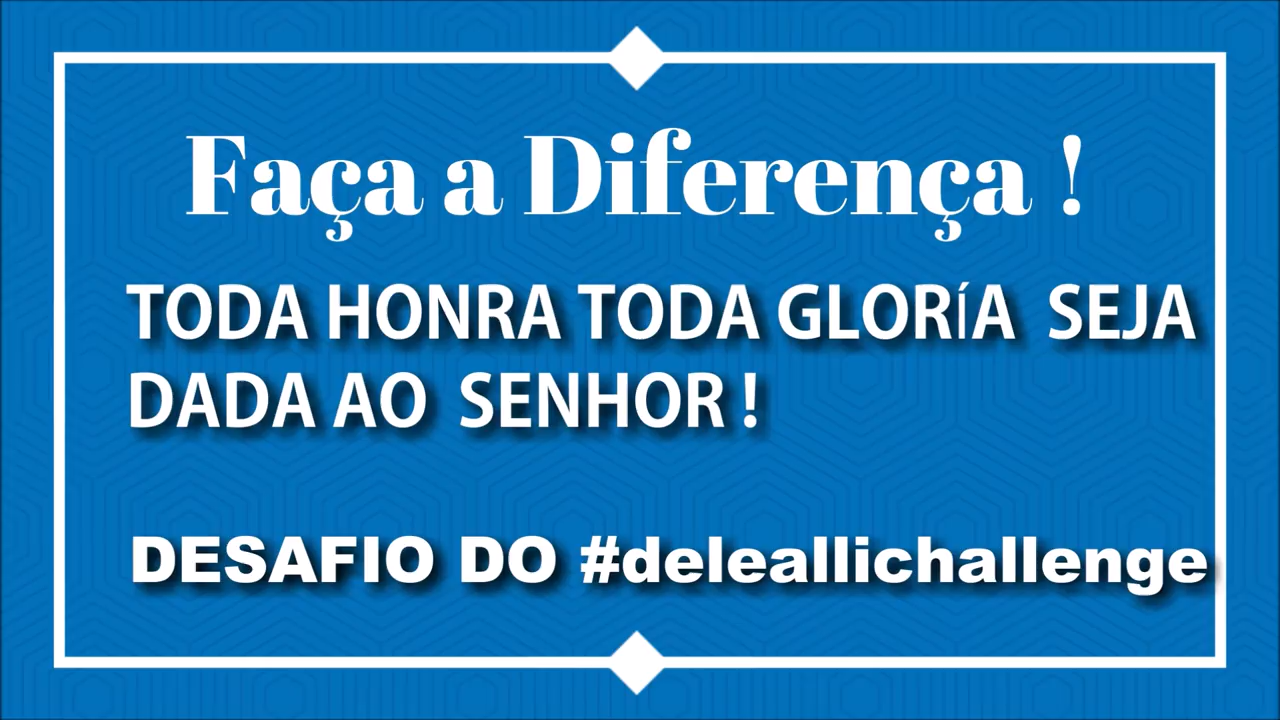 Faça a Diferença !
TODA HONRA TODA GLORíA SEJA
DADA AO SENHOR !
DESAFIO DO #deleallichallenge